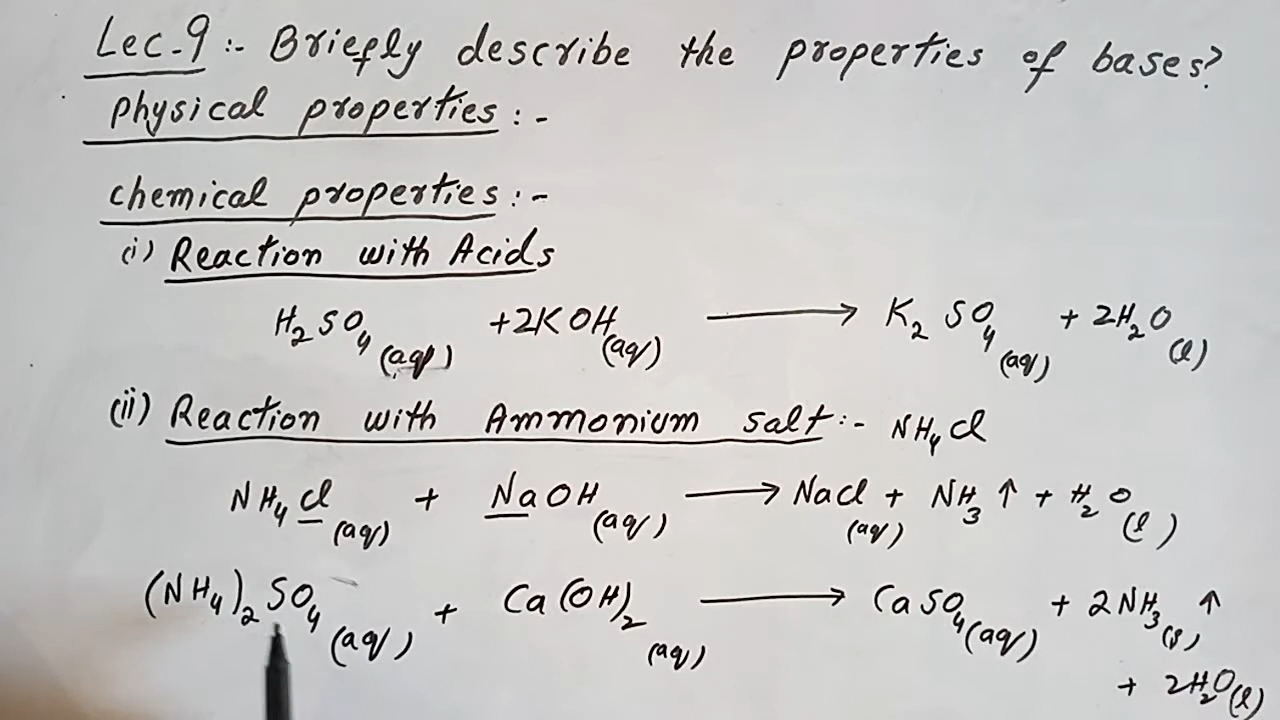 Lec-9:- Briefly describe the properties of bases?
Physical properties:-
chemical properties:-
(i) Reaction with Acids
H₂SO₄(aq) +2KOH(aq) ⟶ K₂SO₄(aq) + 2H₂O(l)
(ii) Reaction with Ammonium salt:- NH₄Cl
NH₄Cl(aq) + NaOH(aq) ⟶ NaCl(aq) + NH₃↑ + H₂O(l)
(NH₄)₂SO₄(aq) + Ca(OH)₂(aq) ⟶ CaSO₄(aq) + 2NH₃(g)↑
+ 2H₂O(l)